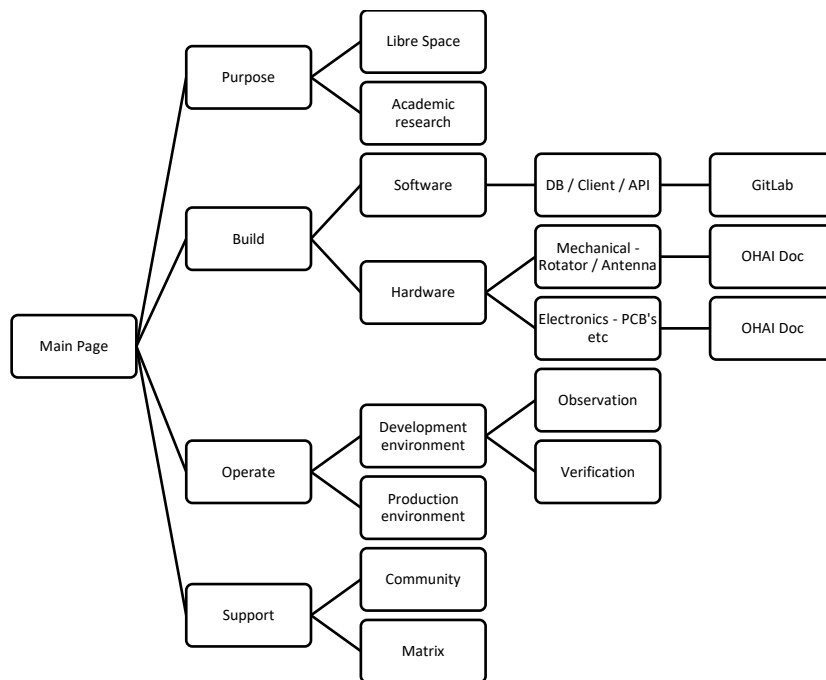 Libre Space
Purpose
Academic
research
Software
DB / Client / API
GitLab
Build
Mechanical -
Rotator / Antenna
OHAI Doc
Hardware
Electronics - PCB's
etc
OHAI Doc
Main Page
Observation
Development
environment
Operate
Verification
Production
environment
Community
Support
Matrix